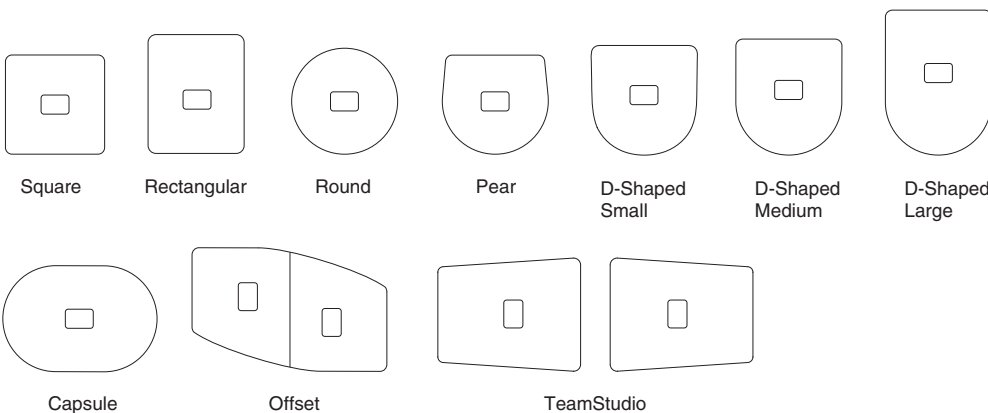 Square
Rectangular
Round
Pear
D-Shaped
Small
D-Shaped
Medium
D-Shaped
Large
Capsule
Offset
TeamStudio